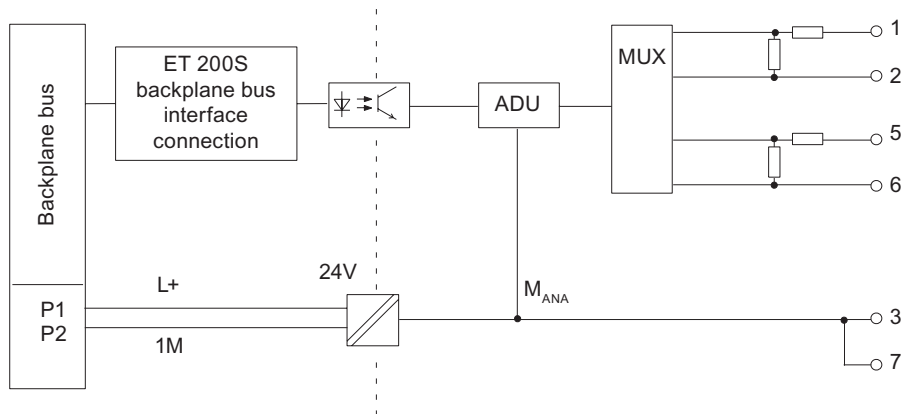 Backplane bus
P1
P2
ET 200S
backplane bus
interface
connection
L+
1M
24V
ADU
M_ANA
MUX
1
2
5
6
3
7